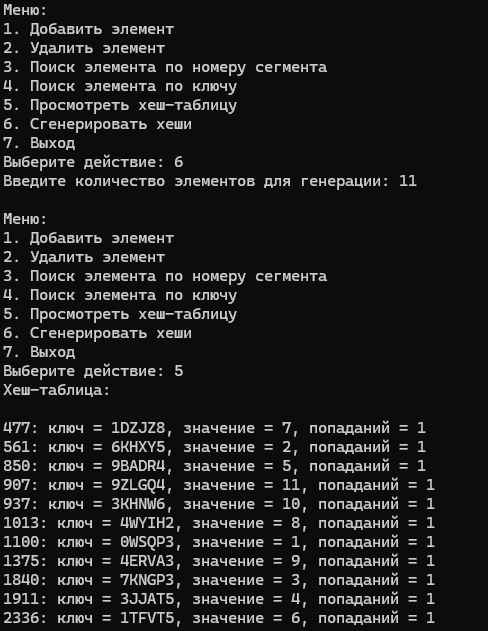 Меню:
1. Добавить элемент
2. Удалить элемент
3. Поиск элемента по номеру сегмента
4. Поиск элемента по ключу
5. Просмотреть хеш-таблицу
6. Сгенерировать хеши
7. Выход
Выберите действие: 6
Введите количество элементов для генерации: 11
Меню:
1. Добавить элемент
2. Удалить элемент
3. Поиск элемента по номеру сегмента
4. Поиск элемента по ключу
5. Просмотреть хеш-таблицу
6. Сгенерировать хеши
7. Выход
Выберите действие: 5
Хеш-таблица:
477: ключ = 1DZJZ8, значение = 7, попаданий = 1
561: ключ = 6KHXY5, значение = 2, попаданий = 1
850: ключ = 9BADR4, значение = 5, попаданий = 1
907: ключ = 9ZLGQ4, значение = 11, попаданий = 1
937: ключ = 3KHNW6, значение = 10, попаданий = 1
1013: ключ = 4WYIH2, значение = 8, попаданий = 1
1100: ключ = 0WSQP3, значение = 1, попаданий = 1
1375: ключ = 4ERVA3, значение = 9, попаданий = 1
1840: ключ = 7KNGP3, значение = 3, попаданий = 1
1911: ключ = 3JJAT5, значение = 4, попаданий = 1
2336: ключ = 1TFVT5, значение = 6, попаданий = 1